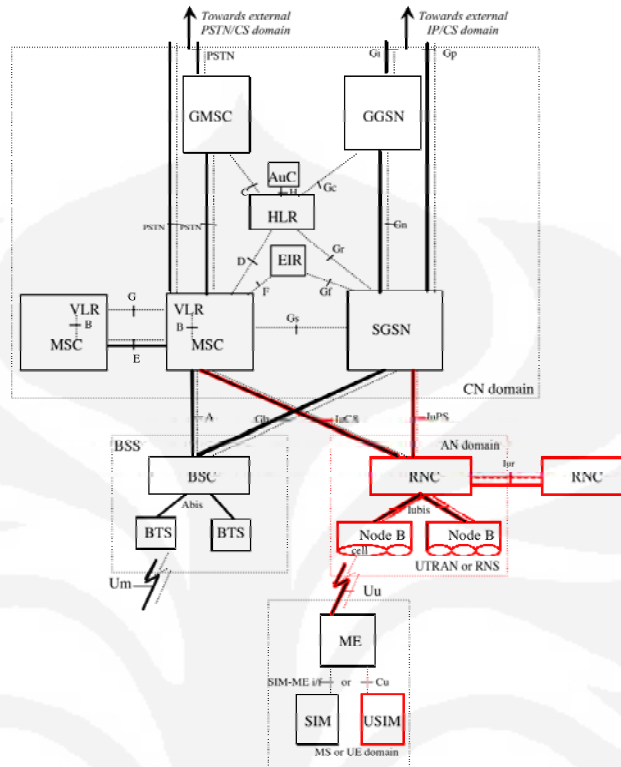 Towards external
PSTN/CS domain
Towards external
IP/CS domain
PSTN
Gi
Gp
GMSC
GGSN
AuC
C
H
Gc
HLR
PSTN
PSTN
Gn
D
EIR
Gr
F
Gf
G
VLR
B
MSC
E
VLR
B
MSC
Gs
SGSN
CN domain
A
Gb
IuCS
IuPS
BSS
AN domain
BSC
RNC
Iur
RNC
Abis
Iubis
BTS
BTS
Node B
cell
Node B
UTRAN or RNS
Um
Uu
ME
SIM-ME i/f
or
Cu
SIM
USIM
MS or UE domain